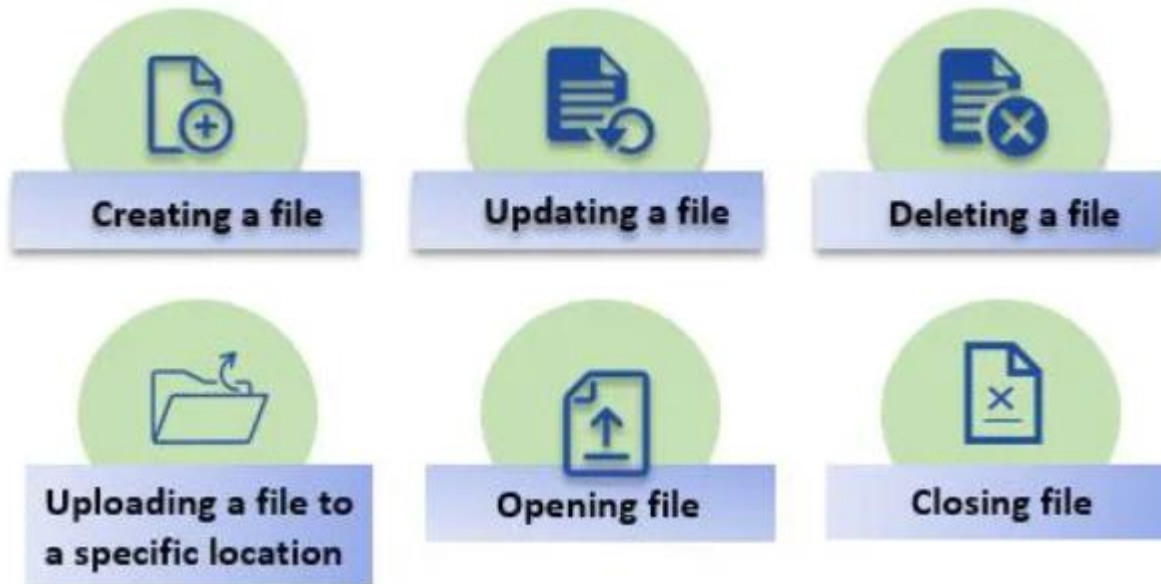 Creating a file
Updating a file
Deleting a file
Uploading a file to
a specific location
Opening file
Closing file